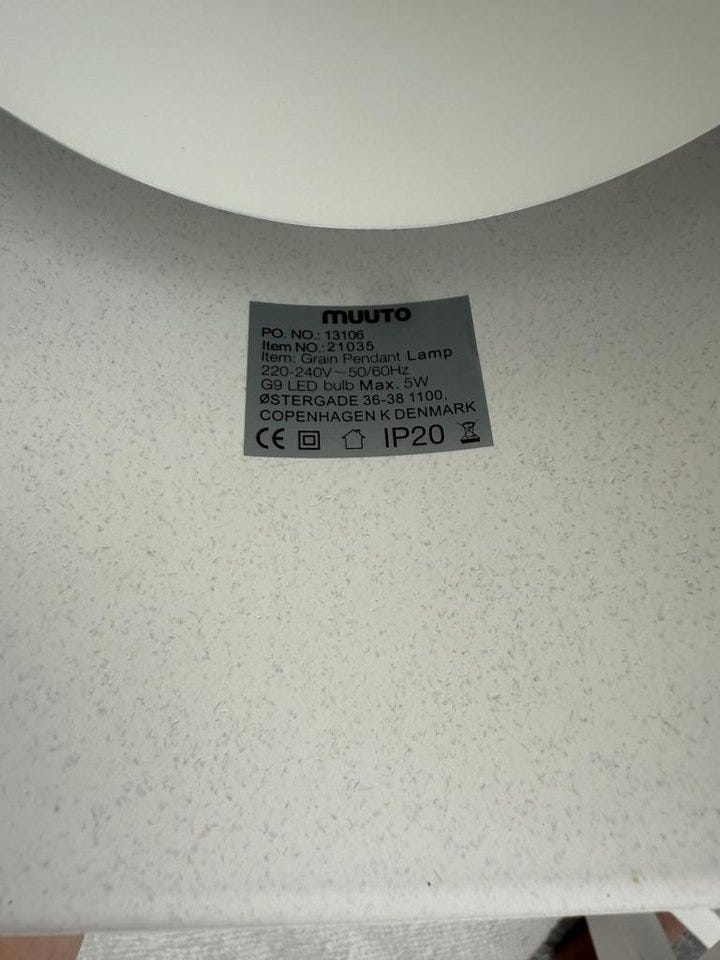 muuto
PO. NO.: 13106
Item NO.: 21035
Item: Grain Pendant Lamp
220-240V~50/60Hz
G9 LED bulb Max. 5W
ØSTERGADE 36-38 1100,
COPENHAGEN K DENMARK
CE IP20